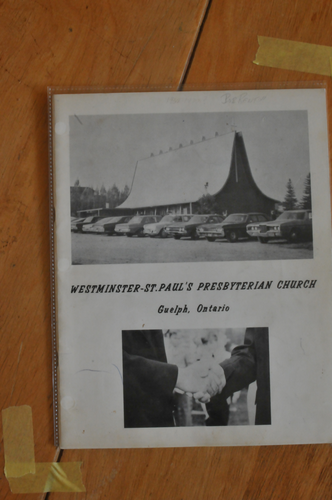 WESTMINSTER-ST.PAUL'S PRESBYTERIAN CHURCH
Guelph, Ontario